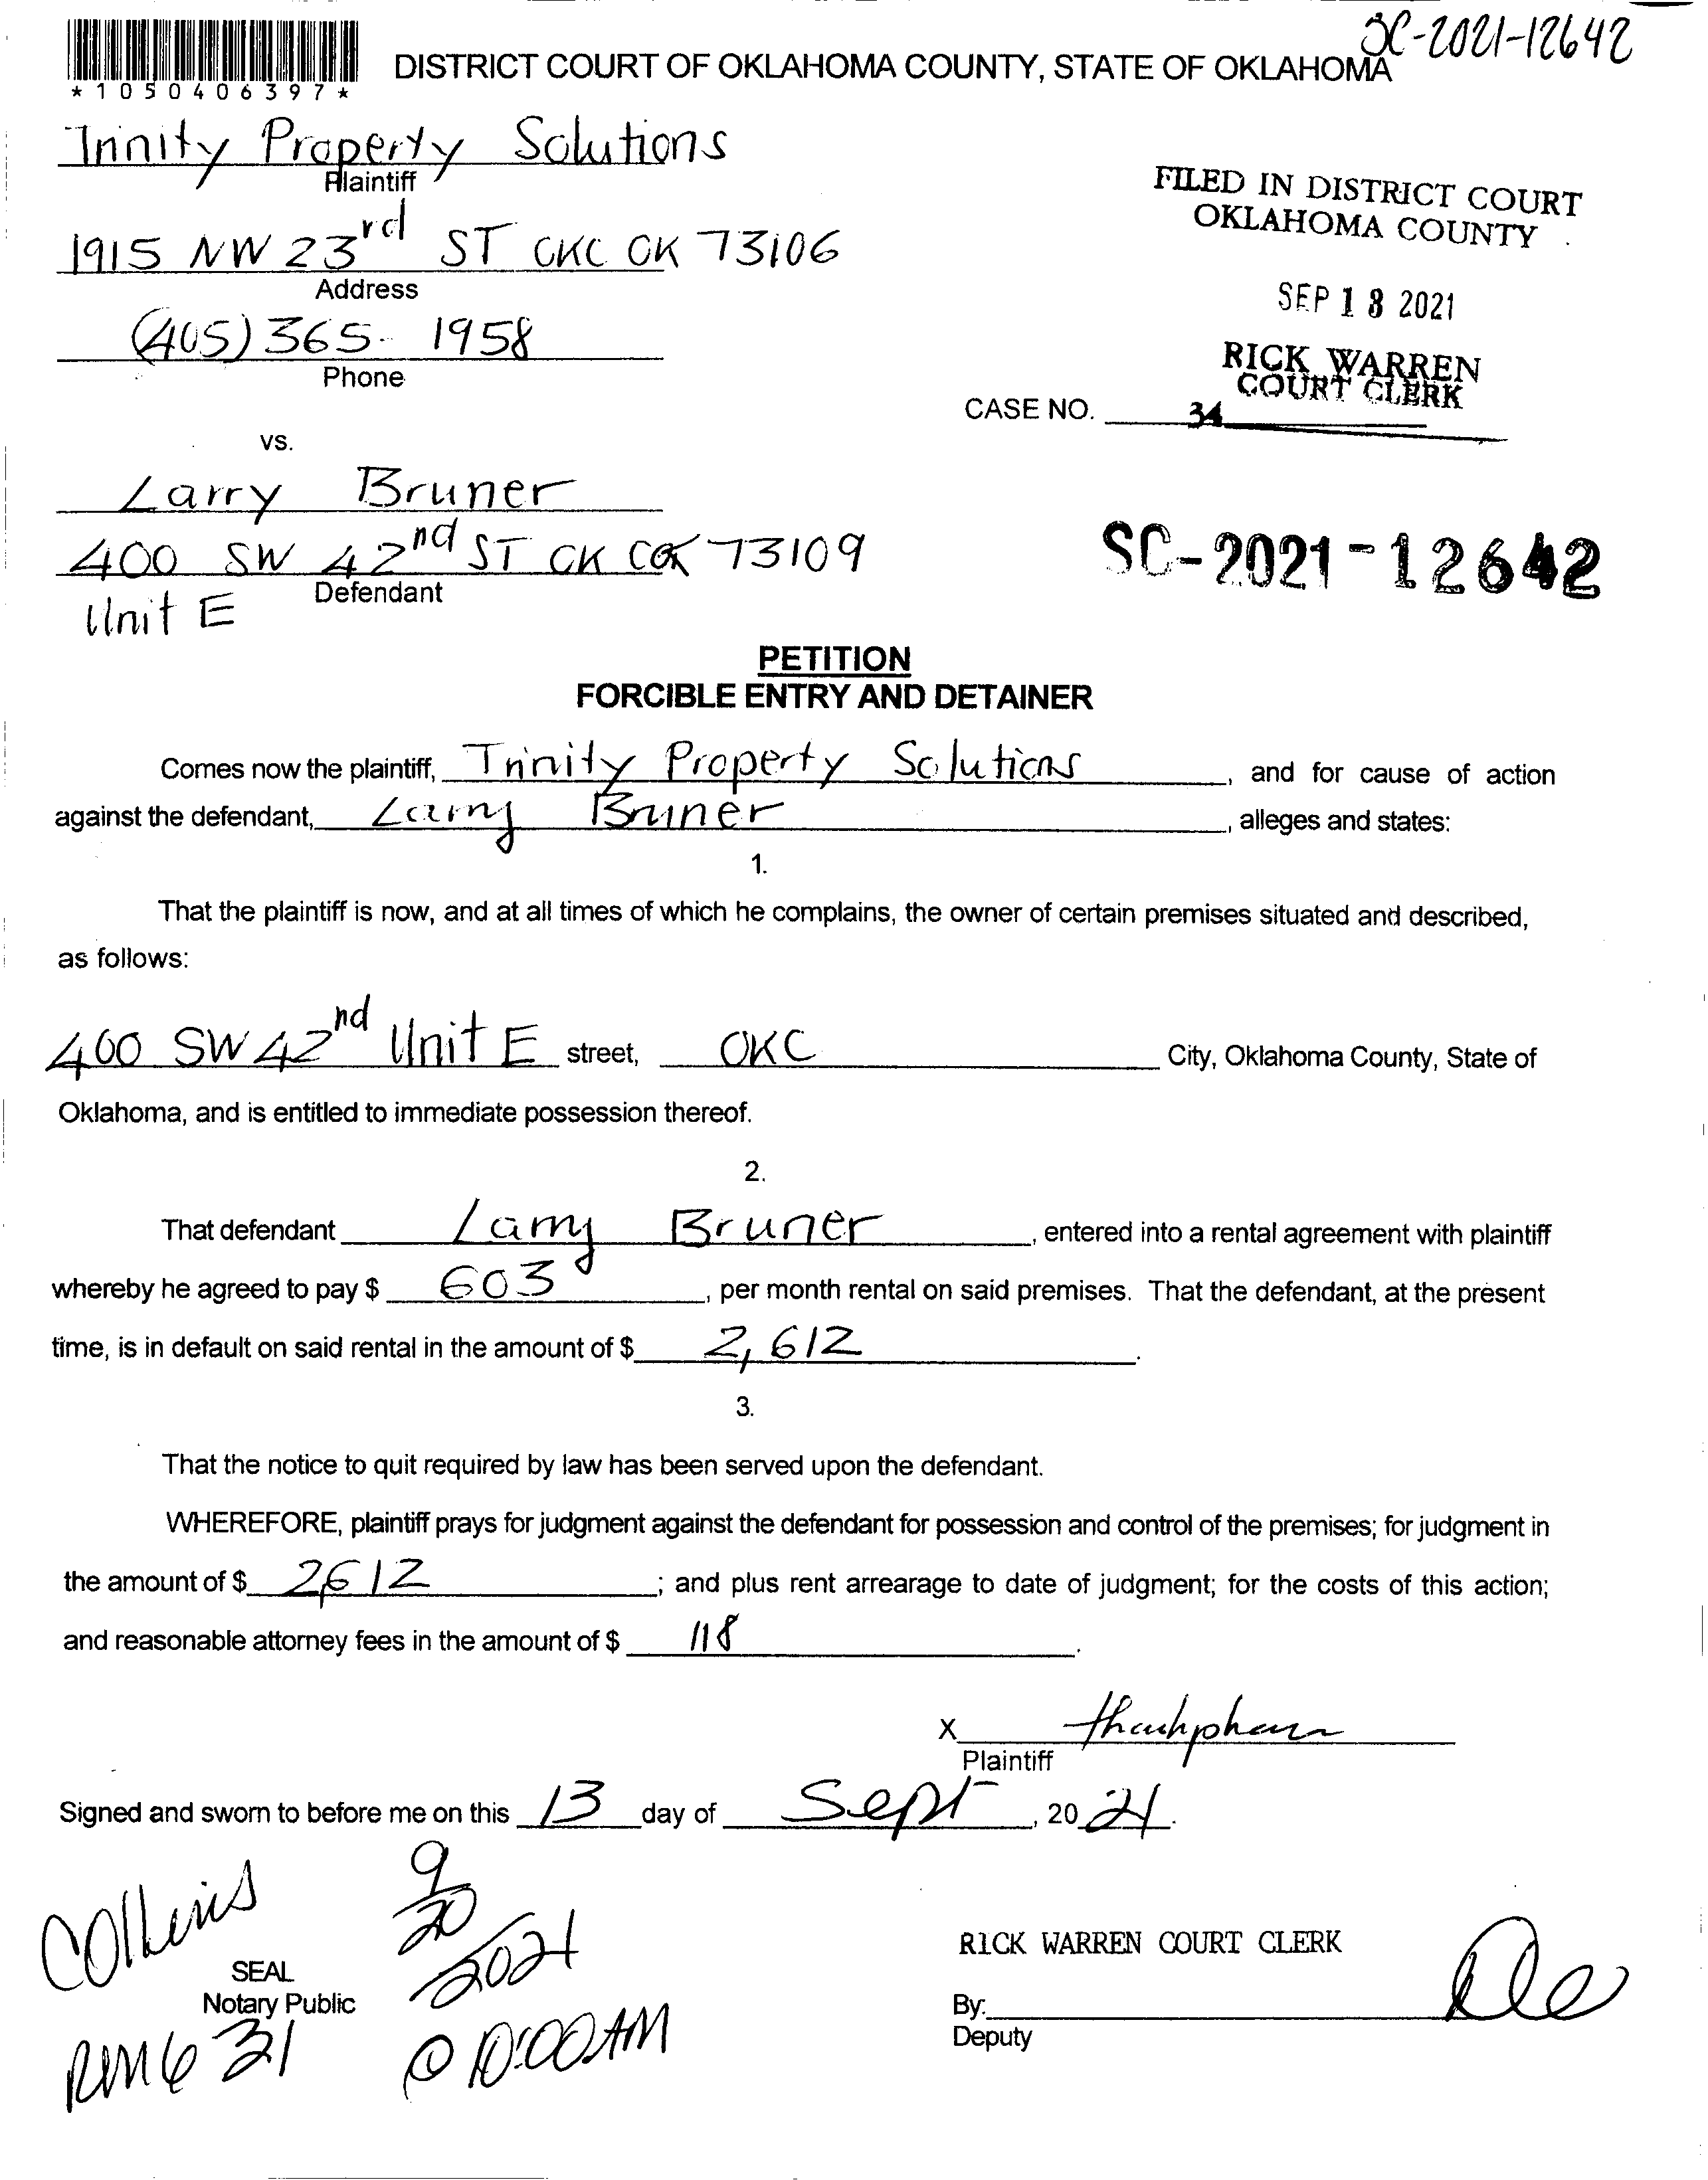 SC-2021-12642
*1050406397*
DISTRICT COURT OF OKLAHOMA COUNTY, STATE OF OKLAHOMA
Trinity Property Solutions
Plaintiff
1915 NW 23rd ST OKC OK 73106
Address
(405) 365-1958
Phone
FILED IN DISTRICT COURT
OKLAHOMA COUNTY
SEP 13 2021
RICK WARREN
COURT CLERK
CASE NO. 34
vs.
Larry Bruner
400 SW 42nd ST OK COK 73109
Defendant
Unit E
SC-2021-12642
PETITION
FORCIBLE ENTRY AND DETAINER
Comes now the plaintiff, Trinity Property Solutions, and for cause of action
against the defendant, Larry Bruner, alleges and states:
1.
That the plaintiff is now, and at all times of which he complains, the owner of certain premises situated and described,
as follows:
400 SW 42nd Unit E street, OKC City, Oklahoma County, State of
Oklahoma, and is entitled to immediate possession thereof.
2.
That defendant Larry Bruner, entered into a rental agreement with plaintiff
whereby he agreed to pay $ 603, per month rental on said premises. That the defendant, at the present
time, is in default on said rental in the amount of $ 2,612.
3.
That the notice to quit required by law has been served upon the defendant.
WHEREFORE, plaintiff prays for judgment against the defendant for possession and control of the premises; for judgment in
the amount of $ 2,612; and plus rent arrearage to date of judgment; for the costs of this action;
and reasonable attorney fees in the amount of $ 118.
X
Plaintiff
Signed and sworn to before me on this 13 day of Sept, 2021.
Collins
9/20/2021
SEAL
Notary Public
@ 10:00 AM
RICK WARREN COURT CLERK
By:
Deputy